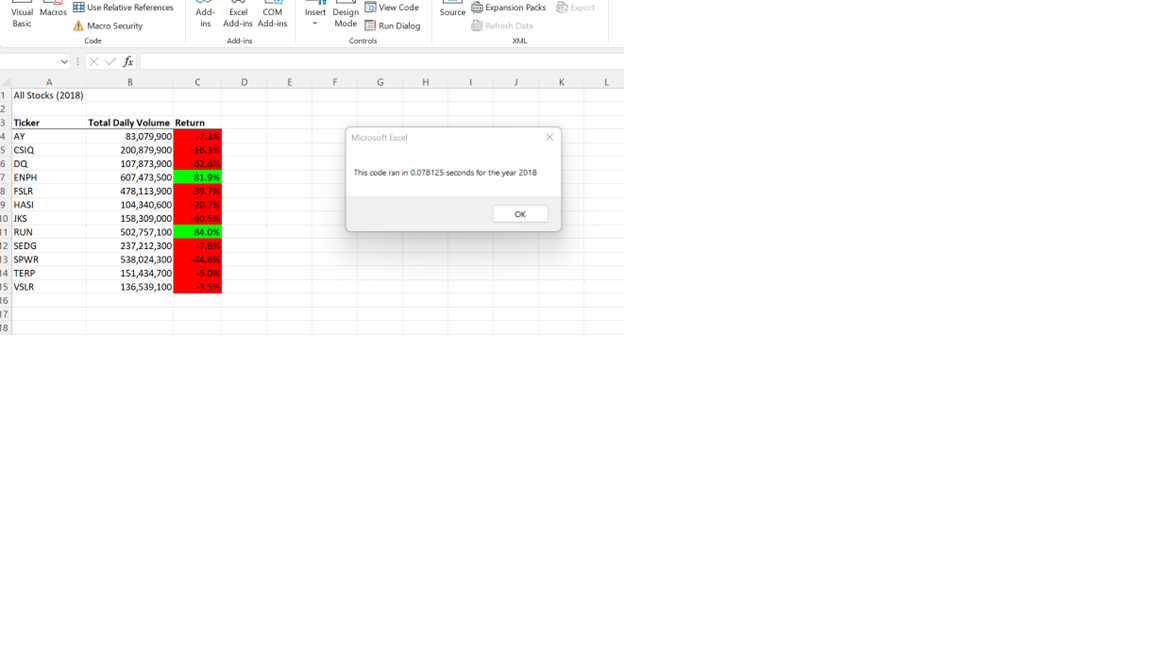 Visual Basic
Macros
Use Relative References
Macro Security
Code
Add-ins
Excel Add-ins
COM Add-ins
Add-ins
Insert
Design Mode
View Code
Run Dialog
Controls
Source
Expansion Packs
Refresh Data
Export
XML
fx
A B C D E F G H I J K L
1 All Stocks (2018)
2
3 Ticker Total Daily Volume Return
4 AY 83,079,900 -7.3%
5 CSIQ 200,879,900 -16.3%
6 DQ 107,873,900 -62.6%
7 ENPH 607,473,500 81.9%
8 FSLR 478,113,900 -39.7%
9 HASI 104,340,600 -20.7%
10 JKS 158,309,000 -60.5%
11 RUN 502,757,100 84.0%
12 SEDG 237,212,300 -7.8%
13 SPWR 538,024,300 -44.6%
14 TERP 151,434,700 -5.0%
15 VSLR 136,539,100 -3.5%
16
17
18
Microsoft Excel
This code ran in 0.078125 seconds for the year 2018
OK